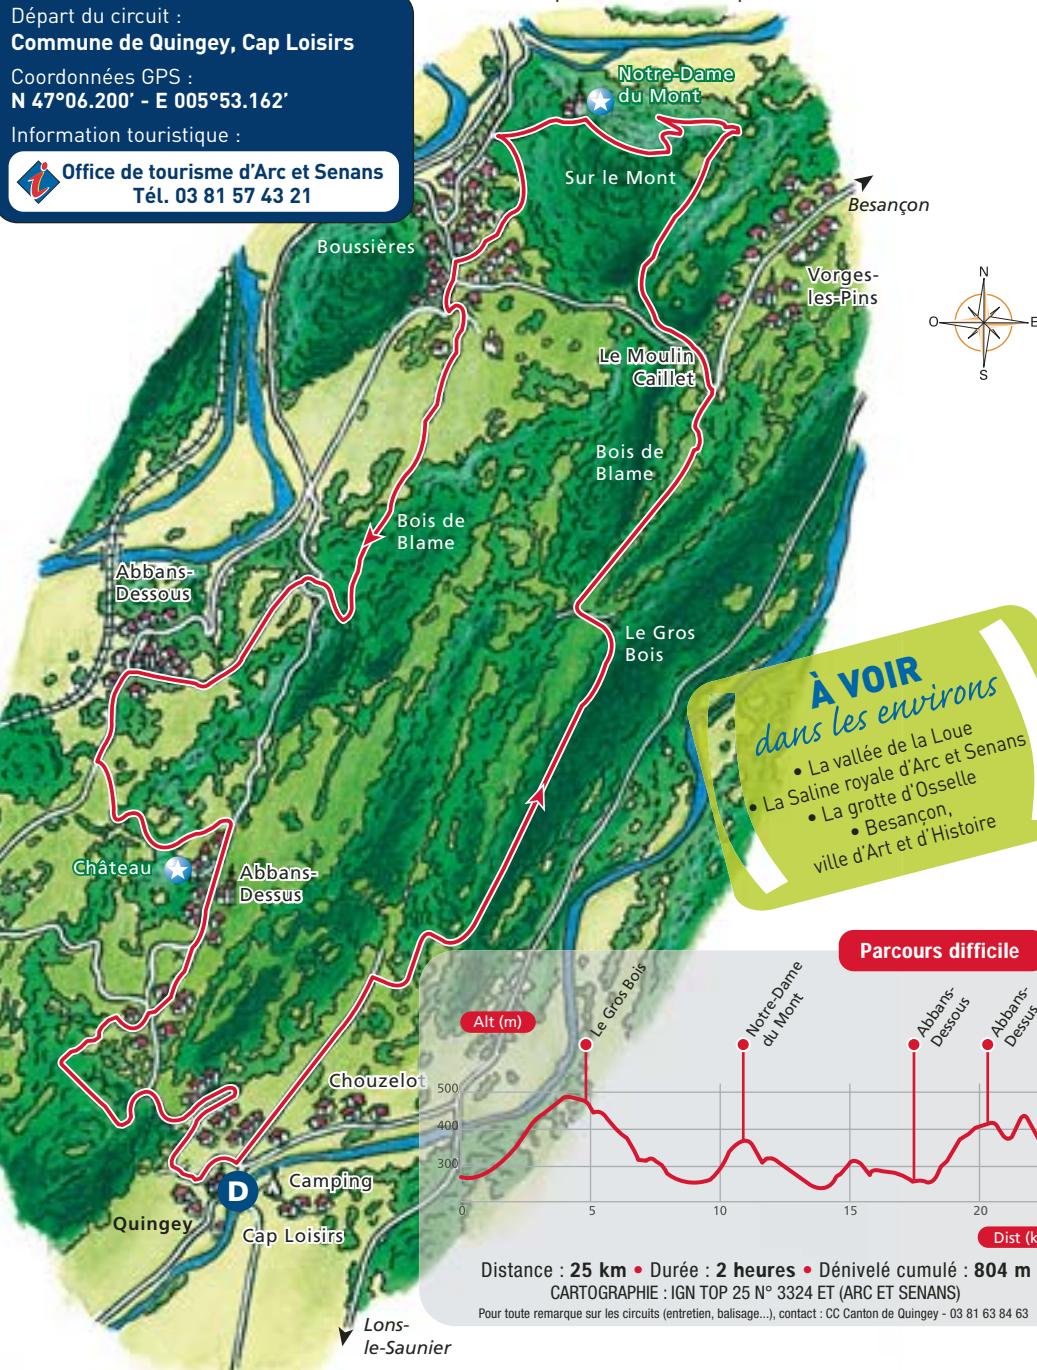 Départ du circuit :
Commune de Quingey, Cap Loisirs
Coordonnées GPS :
N 47°06.200’ - E 005°53.162’
Information touristique :
i Office de tourisme d’Arc et Senans
Tél. 03 81 57 43 21
Notre-Dame
du Mont
Sur le Mont
Besançon
Boussières
Vorges-
les-Pins
N
O
E
S
Le Moulin
Caillet
Bois de
Blame
Bois de
Blame
Abbans-
Dessous
Le Gros
Bois
À VOIR
dans les environs
• La vallée de la Loue
• La Saline royale d’Arc et Senans
• La grotte d’Osselle
• Besançon,
ville d’Art et d’Histoire
Château
Abbans-
Dessus
Chouzelot
D
Camping
Quingey
Cap Loisirs
Lons-
le-Saunier
Parcours difficile
Alt (m)
Le Gros Bois
Notre-Dame
du Mont
Abbans-
Dessous
Abbans-
Dessus
500
400
300
0 5 10 15 20
Dist (k
Distance : 25 km • Durée : 2 heures • Dénivelé cumulé : 804 m
CARTOGRAPHIE : IGN TOP 25 N° 3324 ET (ARC ET SENANS)
Pour toute remarque sur les circuits (entretien, balisage...), contact : CC Canton de Quingey - 03 81 63 84 63